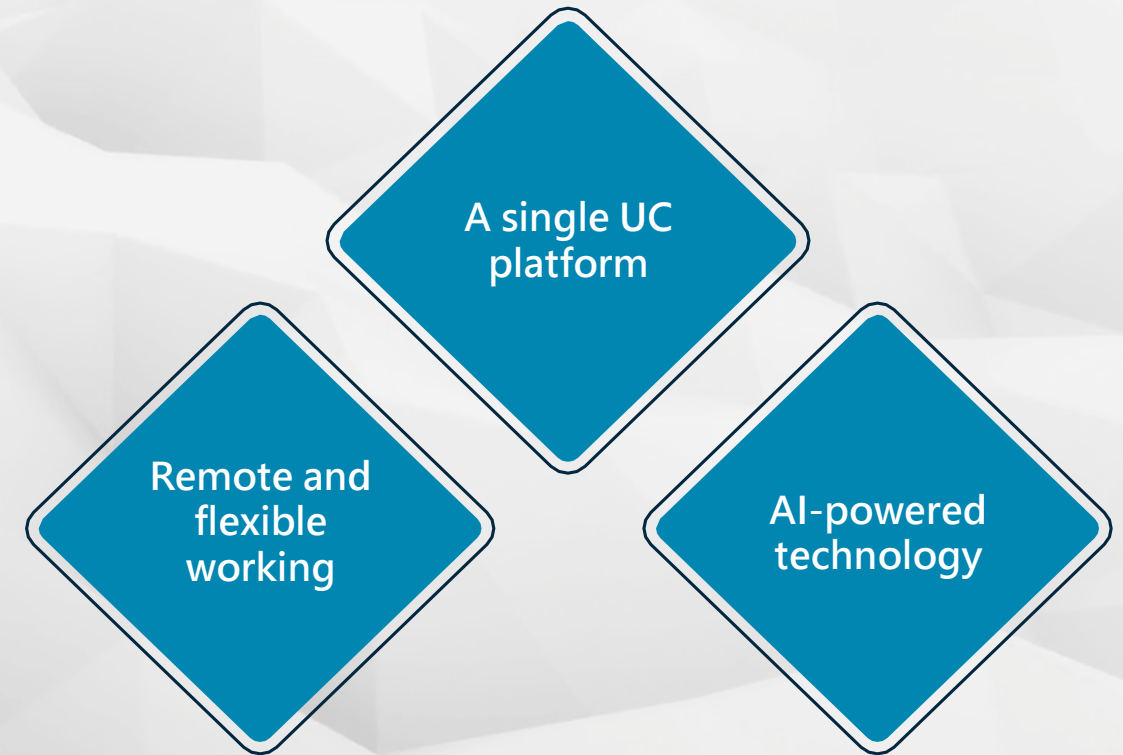 A single UC
platform
Remote and
flexible
working
AI-powered
technology